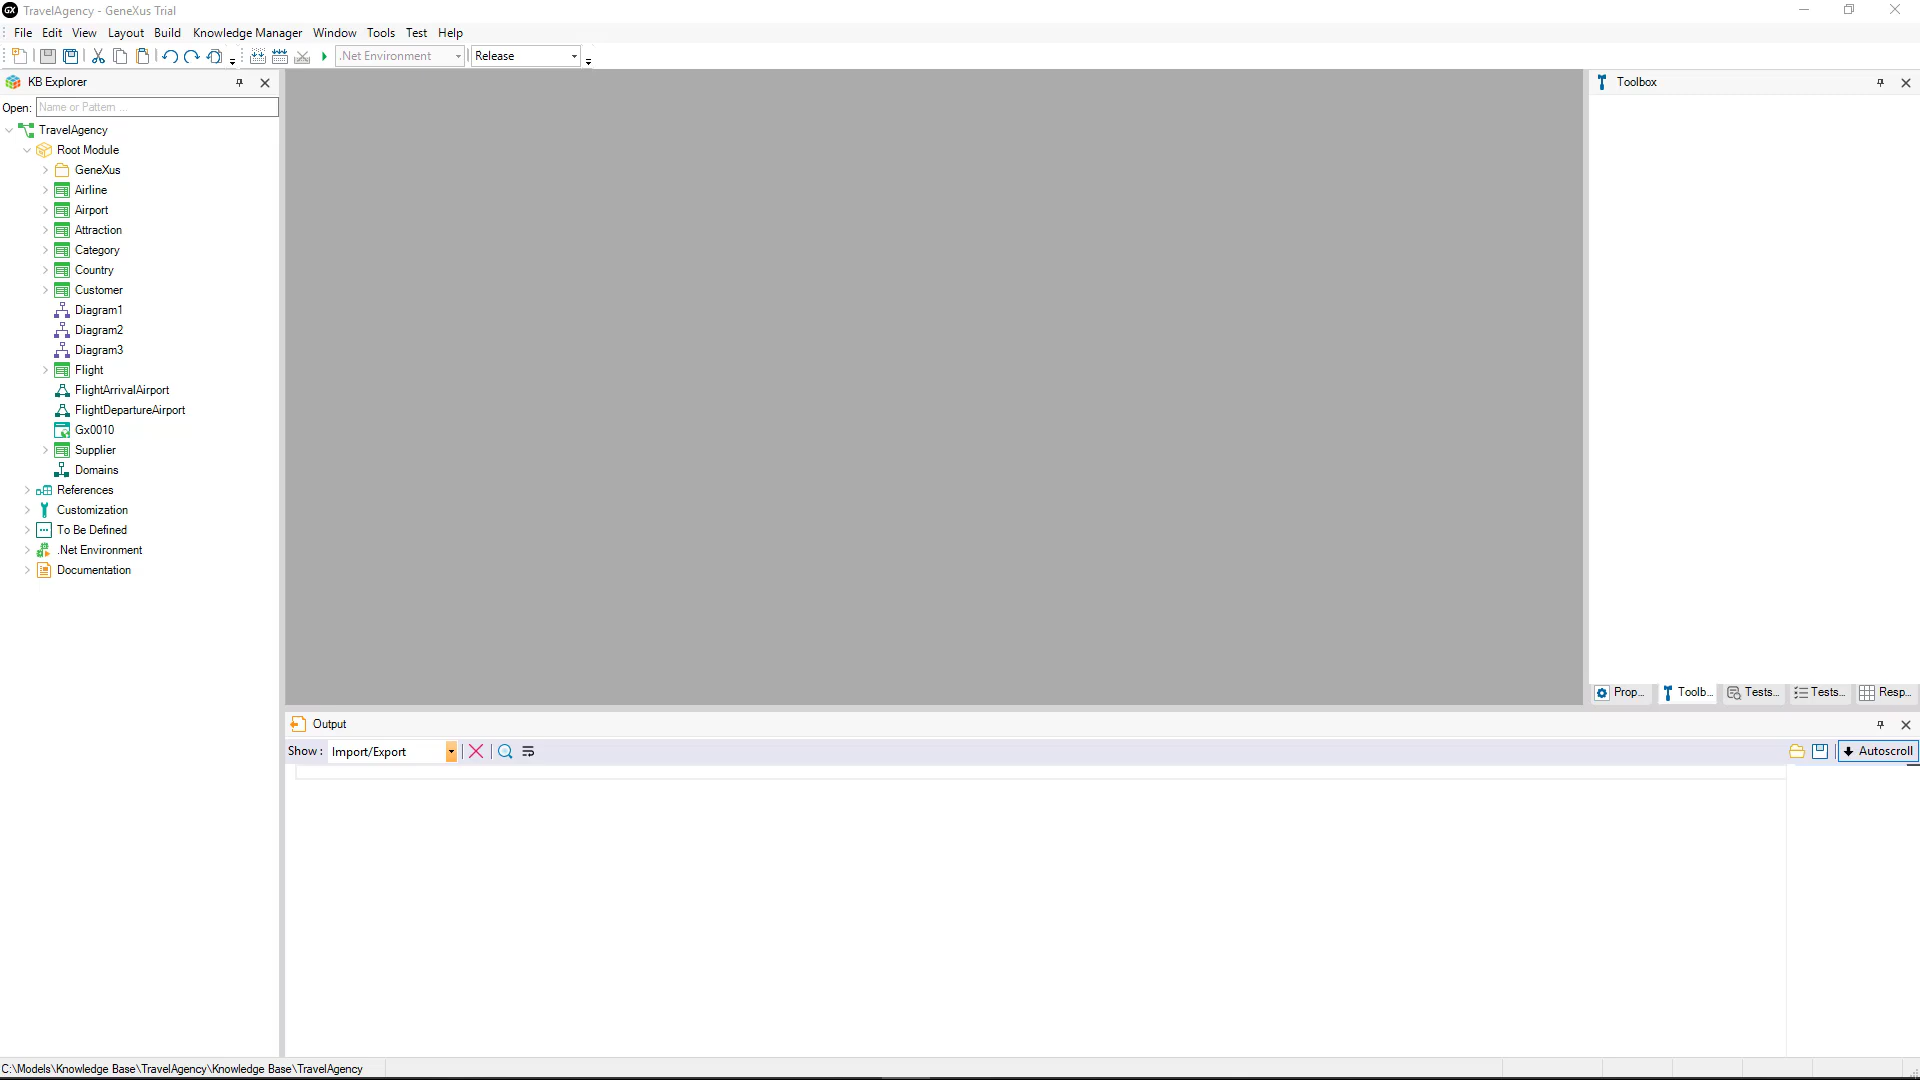 GX TravelAgency - GeneXus Trial
File Edit View Layout Build Knowledge Manager Window Tools Test Help
.Net Environment Release
KB Explorer
Open: Name or Pattern ...
TravelAgency
Root Module
GeneXus
Airline
Airport
Attraction
Category
Country
Customer
Diagram1
Diagram2
Diagram3
Flight
FlightArrivalAirport
FlightDepartureAirport
Gx0010
Supplier
Domains
References
Customization
To Be Defined
.Net Environment
Documentation
Toolbox
Prop... Toolb... Tests... Tests... Resp...
Output
Show: Import/Export Autoscroll
C:\Models\Knowledge Base\TravelAgency\Knowledge Base\TravelAgency